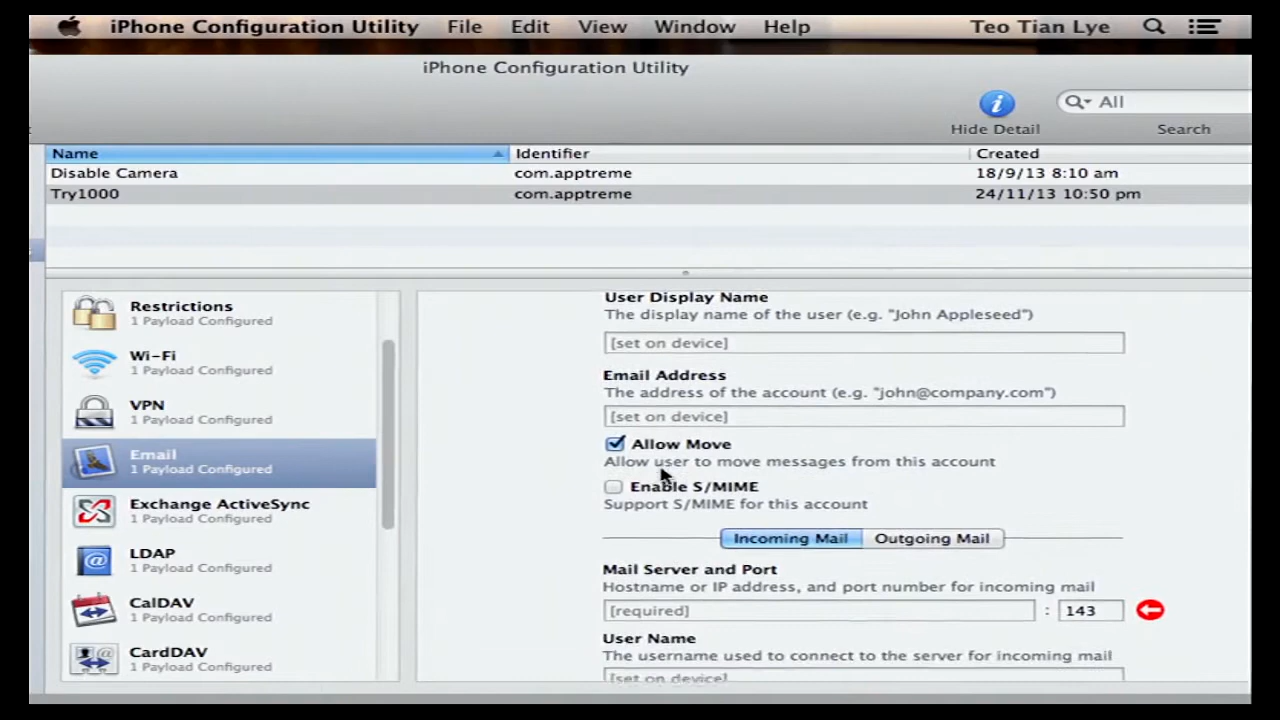 iPhone Configuration Utility File Edit View Window Help Teo Tian Lye
iPhone Configuration Utility
All
Hide Detail Search
Name Identifier Created
Disable Camera com.apptreme 18/9/13 8:10 am
Try1000 com.apptreme 24/11/13 10:50 pm
Restrictions
1 Payload Configured
Wi-Fi
1 Payload Configured
VPN
1 Payload Configured
Email
1 Payload Configured
Exchange ActiveSync
1 Payload Configured
LDAP
1 Payload Configured
CalDAV
1 Payload Configured
CardDAV
1 Payload Configured
User Display Name
The display name of the user (e.g. "John Appleseed")
[set on device]
Email Address
The address of the account (e.g. "john@company.com")
[set on device]
Allow Move
Allow user to move messages from this account
Enable S/MIME
Support S/MIME for this account
Incoming Mail Outgoing Mail
Mail Server and Port
Hostname or IP address, and port number for incoming mail
[required] : 143
User Name
The username used to connect to the server for incoming mail
[set on device]